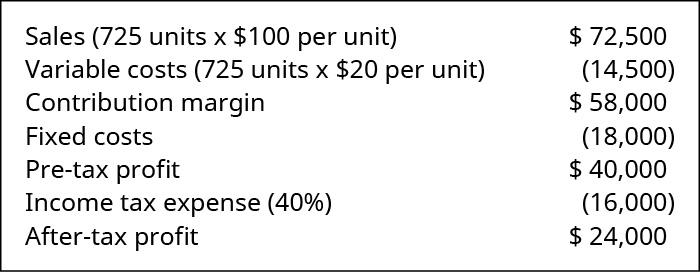 Sales (725 units x $100 per unit) $ 72,500
Variable costs (725 units x $20 per unit) (14,500)
Contribution margin $ 58,000
Fixed costs (18,000)
Pre-tax profit $ 40,000
Income tax expense (40%) (16,000)
After-tax profit $ 24,000